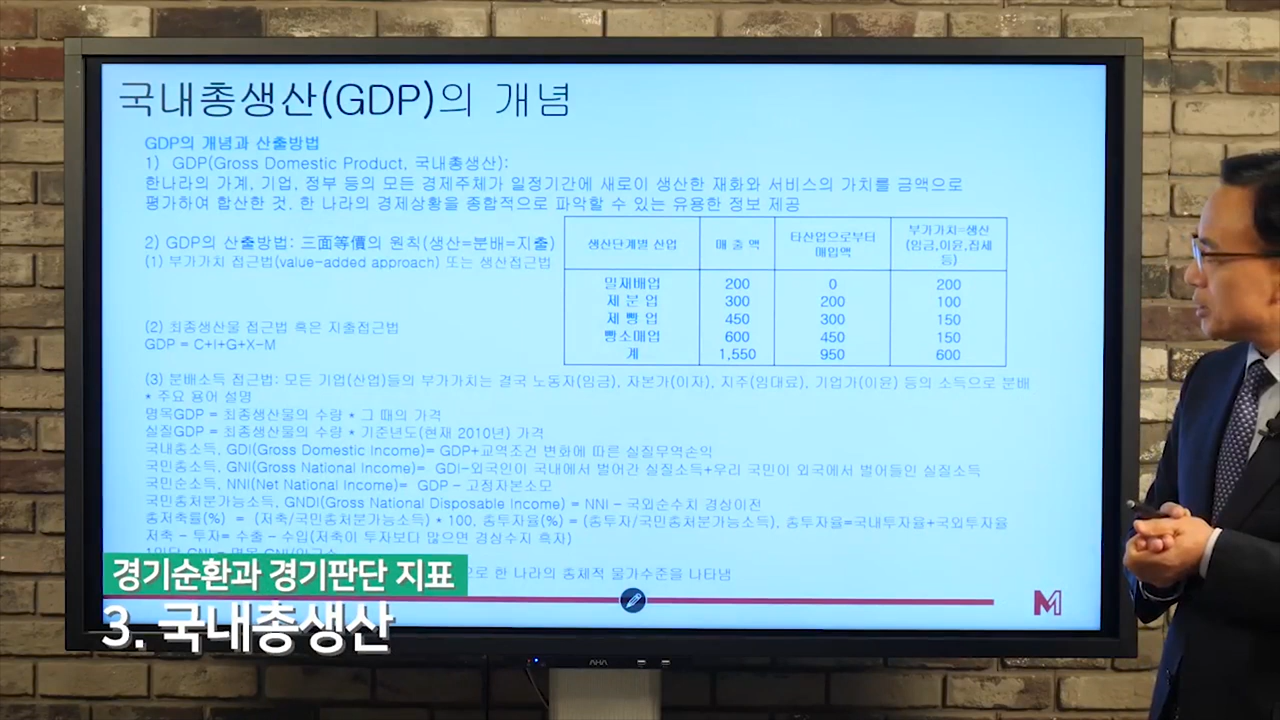 국내총생산(GDP)의 개념
GDP의 개념과 산출방법
1) GDP(Gross Domestic Product, 국내총생산):
한나라의 가계, 기업, 정부 등의 모든 경제주체가 일정기간에 새로이 생산한 재화와 서비스의 가치를 금액으로
평가하여 합산한 것. 한 나라의 경제상황을 종합적으로 파악할 수 있는 유용한 정보 제공
2) GDP의 산출방법: 三面等價의 원칙(생산=분배=지출)
(1) 부가가치 접근법(value-added approach) 또는 생산접근법
생산단계별 산업 매 출 액 타산업으로부터 매입액 부가가치=생산 (임금,이윤,집세 등)
밀재배업 200 0 200
제 분 업 300 200 100
제 빵 업 450 300 150
빵소매업 600 450 150
계 1,550 950 600
(2) 최종생산물 접근법 혹은 지출접근법
GDP = C+I+G+X-M
(3) 분배소득 접근법: 모든 기업(산업)들의 부가가치는 결국 노동자(임금), 자본가(이자), 지주(임대료), 기업가(이윤) 등의 소득으로 분배
* 주요 용어 설명
명목GDP = 최종생산물의 수량 * 그 때의 가격
실질GDP = 최종생산물의 수량 * 기준년도(현재 2010년) 가격
국내총소득, GDI(Gross Domestic Income)= GDP+교역조건 변화에 따른 실질무역손익
국민총소득, GNI(Gross National Income)= GDI-외국인이 국내에서 벌어간 실질소득+우리 국민이 외국에서 벌어들인 실질소득
국민순소득, NNI(Net National Income)= GDP - 고정자본소모
국민총처분가능소득, GNDI(Gross National Disposable Income) = NNI - 국외순수취 경상이전
총저축률(%) = (저축/국민총처분가능소득) * 100, 총투자율(%) = (총투자/국민총처분가능소득), 총투자율=국내투자율+국외투자율
저축 - 투자= 수출 - 수입(저축이 투자보다 많으면 경상수지 흑자)
으로 한 나라의 총체적 물가수준을 나타냄
경기순환과 경기판단 지표
3. 국내총생산
M
AHA